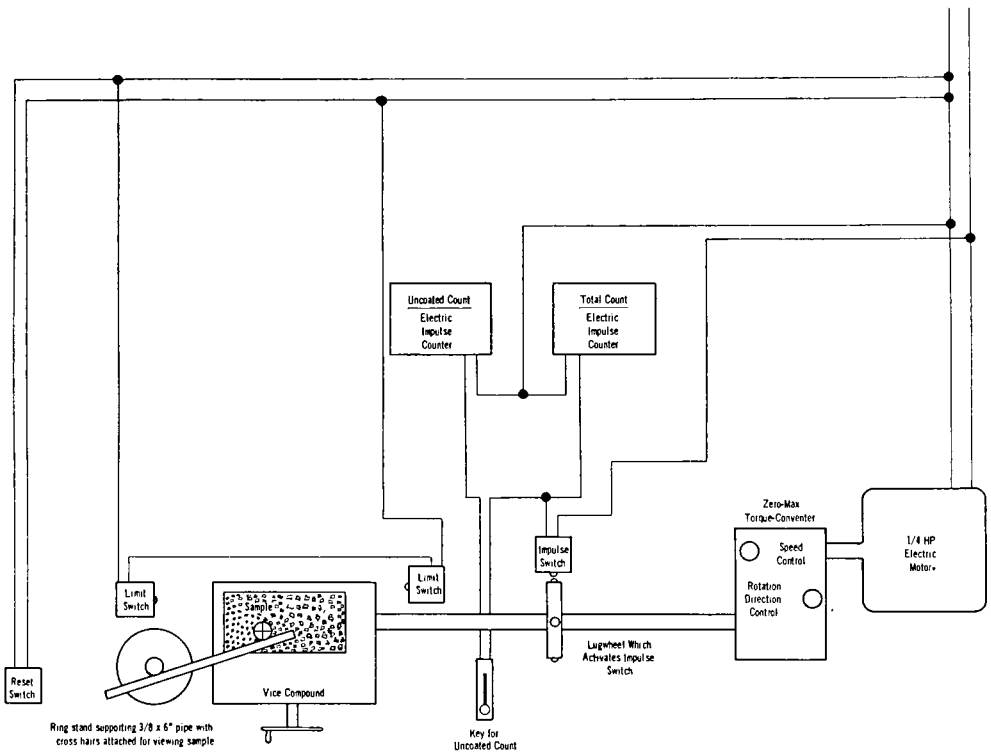 Uncoated Count
Electric
Impulse
Counter
Total Count
Electric
Impulse
Counter
Zero-Max
Torque-Conventer
Speed
Control
Rotation
Direction
Control
1/4 HP
Electric
Motor
Impulse
Switch
Limit
Switch
Limit
Switch
Sample
Lugwheel Which
Activates Impulse
Switch
Reset
Switch
Vice Compound
Ring stand supporting 3/8 x 6" pipe with
cross hairs attached for viewing sample
Key for
Uncoated Count